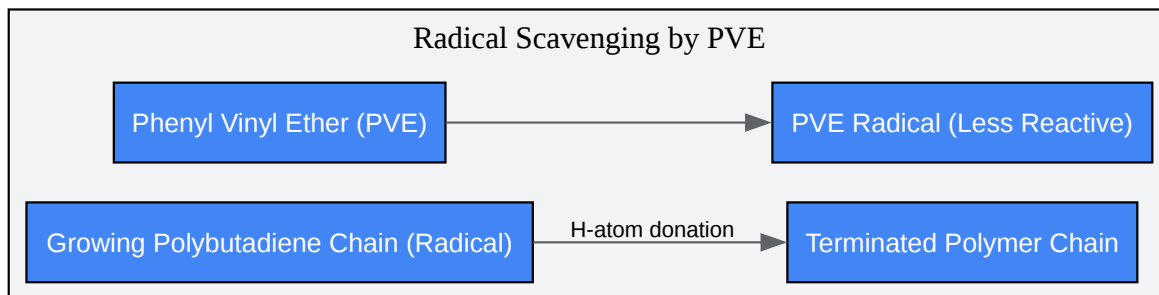 Radical Scavenging by PVE
Phenyl Vinyl Ether (PVE)
PVE Radical (Less Reactive)
Growing Polybutadiene Chain (Radical)
H-atom donation
Terminated Polymer Chain